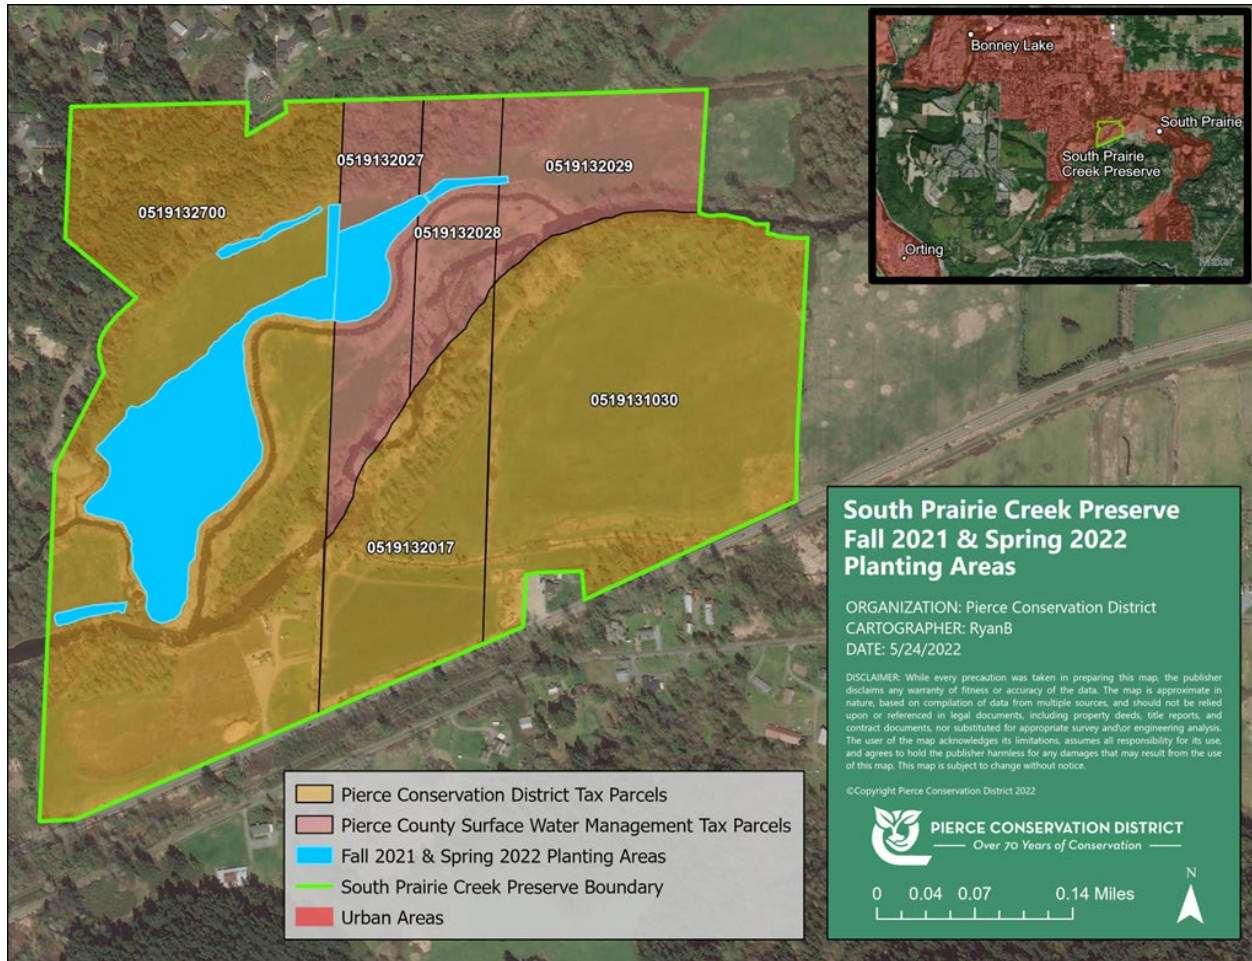 Bonney Lake
South Prairie
South Prairie
Creek Preserve
Orting
Maxar
0519132027
0519132029
0519132700
0519132028
0519131030
0519132017
South Prairie Creek Preserve
Fall 2021 & Spring 2022
Planting Areas
ORGANIZATION: Pierce Conservation District
CARTOGRAPHER: RyanB
DATE: 5/24/2022
DISCLAIMER: While every precaution was taken in preparing this map, the publisher
disclaims any warranty of fitness or accuracy of the data. The map is approximate in
nature, based on compilation of data from multiple sources, and should not be relied
upon or referenced in legal documents, including property deeds, title reports, and
contract documents, nor substituted for appropriate survey and\or engineering analysis.
The user of the map acknowledges its limitations, assumes all responsibility for its use,
and agrees to hold the publisher harmless for any damages that may result from the use
of this map. This map is subject to change without notice.
©Copyright Pierce Conservation District 2022
PIERCE CONSERVATION DISTRICT
Over 70 Years of Conservation
N
0 0.04 0.07 0.14 Miles
Pierce Conservation District Tax Parcels
Pierce County Surface Water Management Tax Parcels
Fall 2021 & Spring 2022 Planting Areas
South Prairie Creek Preserve Boundary
Urban Areas